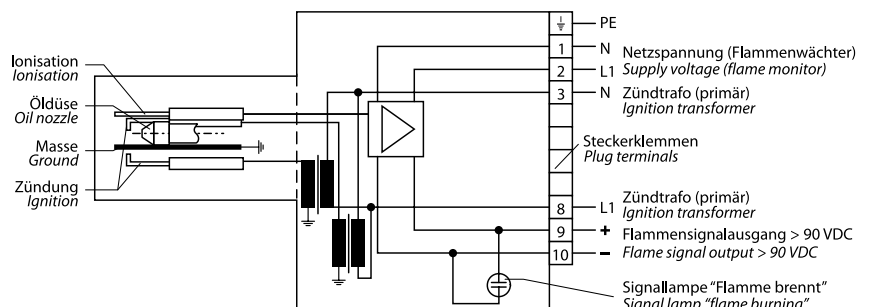 Ionisation
Ionisation
Öldüse
Oil nozzle
Masse
Ground
Zündung
Ignition
PE
1 N Netzspannung (Flammenwächter)
2 L1 Supply voltage (flame monitor)
3 N Zündtrafo (primär)
Ignition transformer
Steckerklemmen
Plug terminals
Zündtrafo (primär)
8 L1 Ignition transformer
9 + Flammensignalausgang > 90 VDC
10 – Flame signal output > 90 VDC
Signallampe "Flamme brennt"
Signal lamp "flame burning"